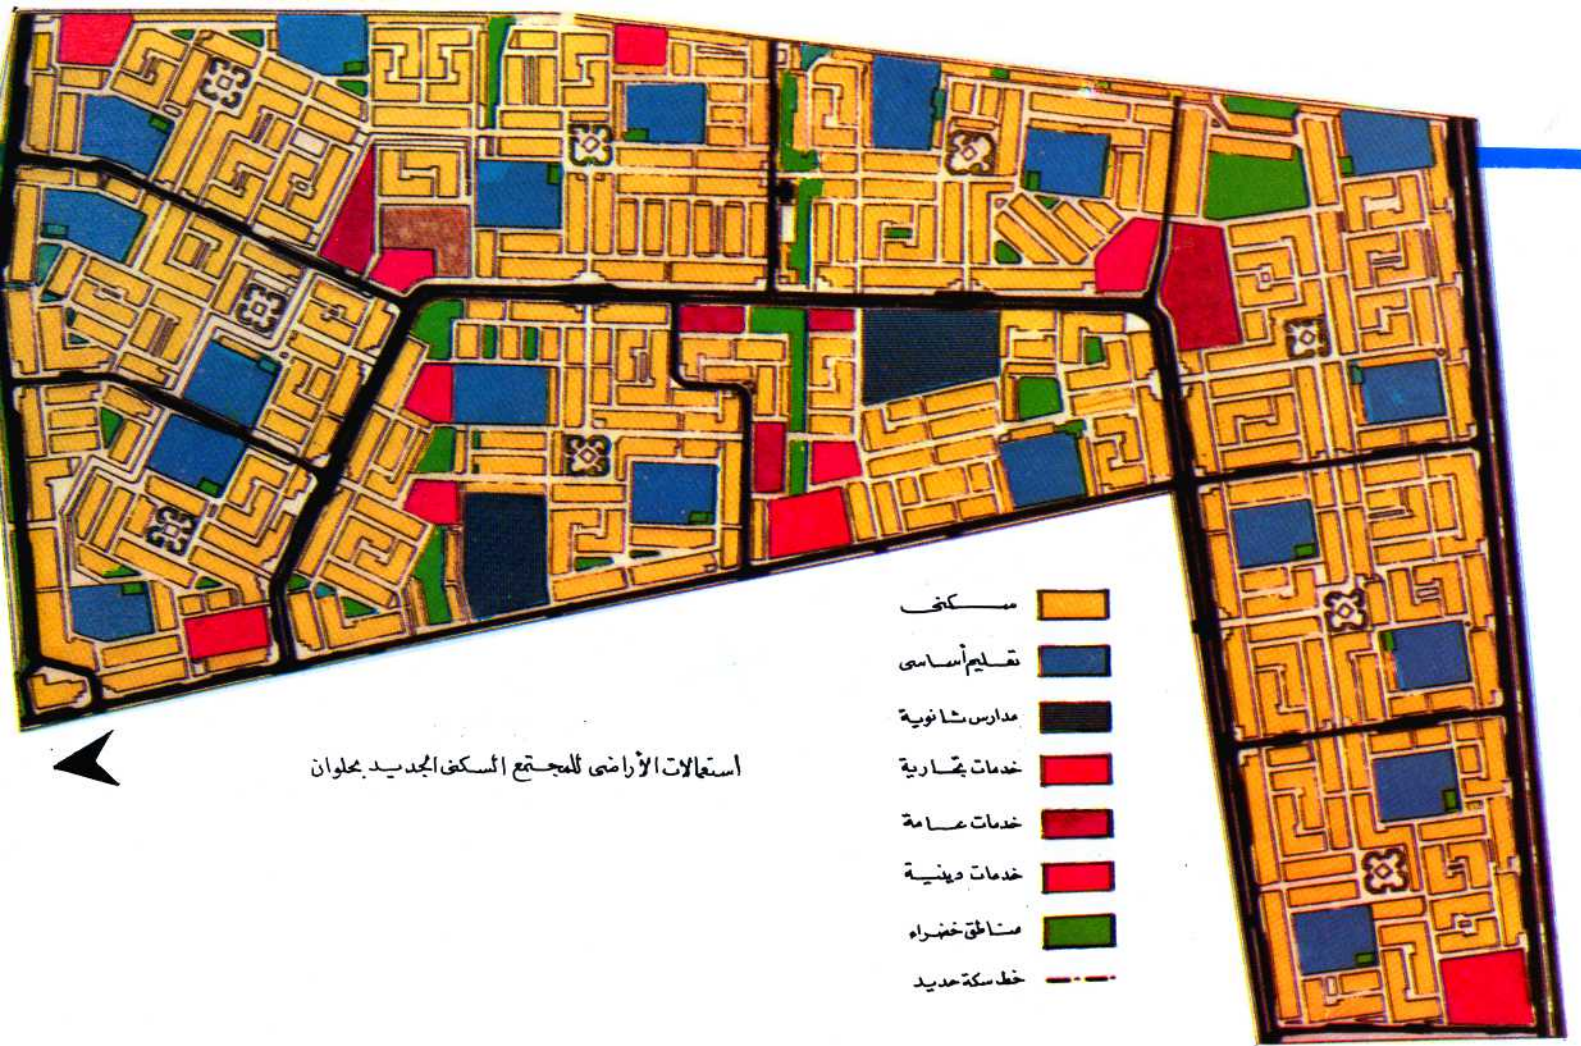 سكنى
تعليم أساسى
مدارس ثانوية
خدمات تجارية
خدمات عامة
خدمات دينية
مناطق خضراء
خط سكة حديد
استعمالات الأراضى للمجتمع السكنى الجديد بحلوان